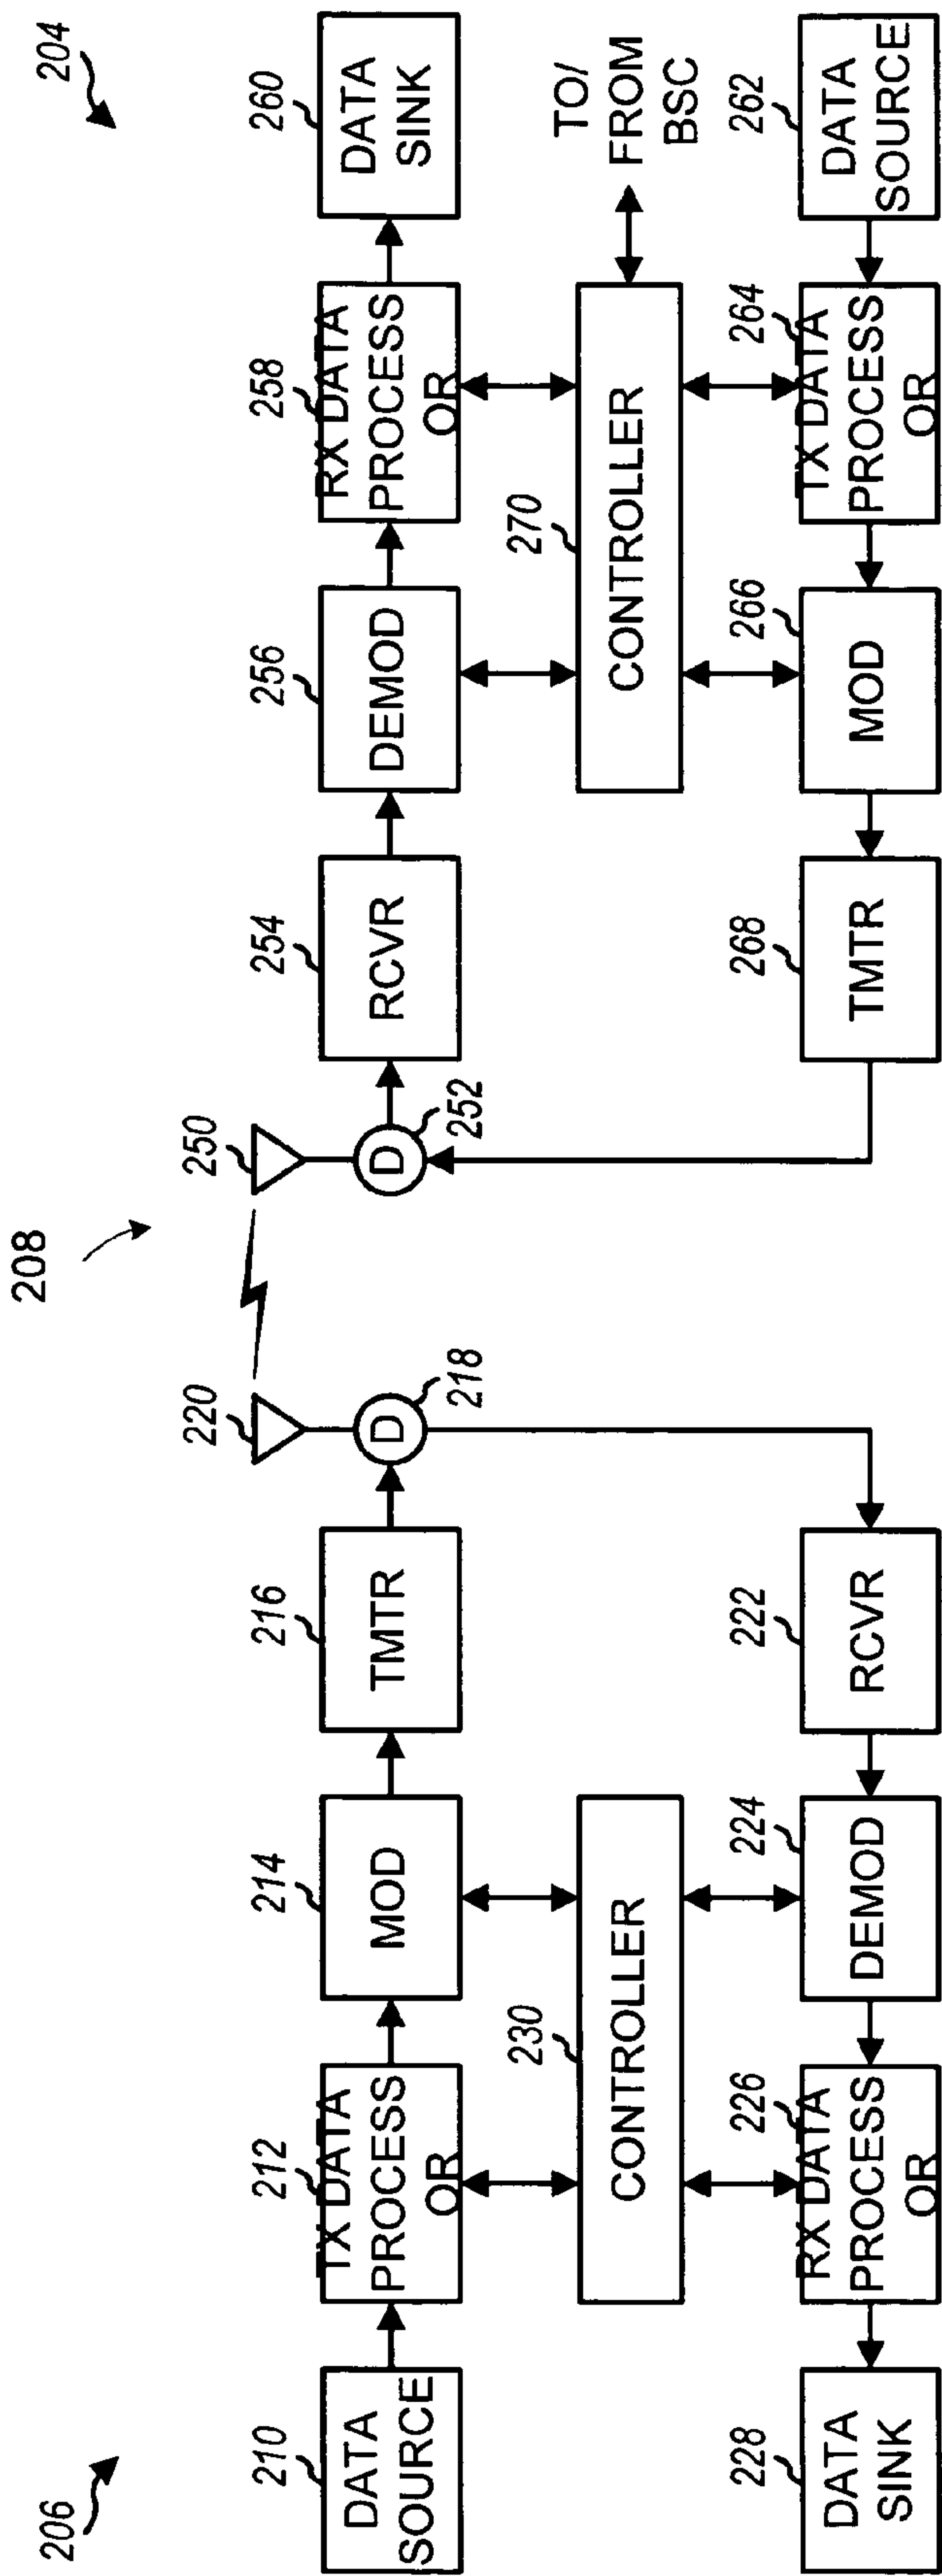 206
208
204
210
DATA
SOURCE
212
TX DATA
PROCESS
OR
214
MOD
216
TMTR
220
D
218
250
D
252
254
RCVR
256
DEMOD
258
RX DATA
PROCESS
OR
260
DATA
SINK
230
CONTROLLER
270
CONTROLLER
TO/
FROM
BSC
228
DATA
SINK
226
RX DATA
PROCESS
OR
224
DEMOD
222
RCVR
268
TMTR
266
MOD
264
TX DATA
PROCESS
OR
262
DATA
SOURCE